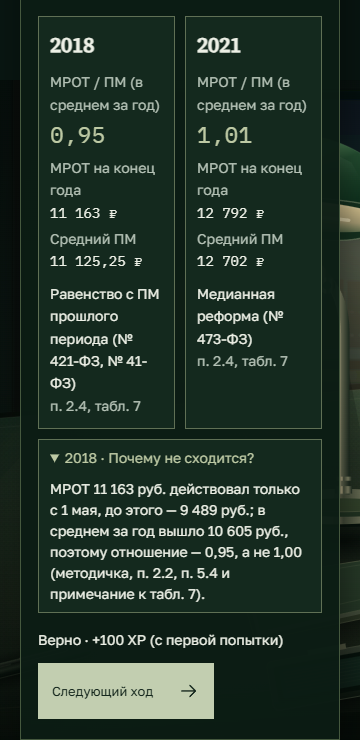 2018
МРОТ / ПМ (в
среднем за год)
0,95
МРОТ на конец
года
11 163 ₽
Средний ПМ
11 125,25 ₽
Равенство с ПМ
прошлого
периода (№
421-ФЗ, № 41-
ФЗ)
п. 2.4, табл. 7
2021
МРОТ / ПМ (в
среднем за год)
1,01
МРОТ на конец
года
12 792 ₽
Средний ПМ
12 702 ₽
Медианная
реформа (№
473-ФЗ)
п. 2.4, табл. 7
▼ 2018 · Почему не сходится?
МРОТ 11 163 руб. действовал только
с 1 мая, до этого — 9 489 руб.; в
среднем за год вышло 10 605 руб.,
поэтому отношение — 0,95, а не 1,00
(методичка, п. 2.2, п. 5.4 и
примечание к табл. 7).
Верно · +100 XP (с первой попытки)
Следующий ход →